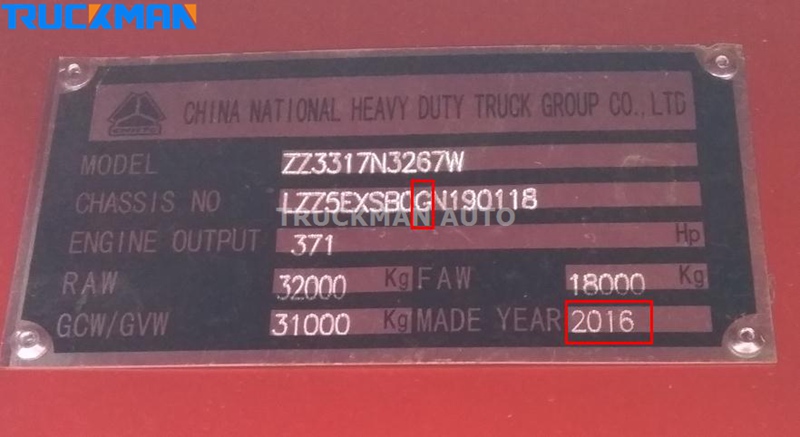 TRUCKMAN
CHINA NATIONAL HEAVY DUTY TRUCK GROUP CO.,LTD
MODEL ZZ3317N3267W
CHASSIS NO LZZ5EXSB0GN190118
TRUCKMAN AUTO
ENGINE OUTPUT 371 Hp
RAW 32000 Kg FAW 18000 Kg
GCW/GVW 31000 Kg MADE YEAR 2016